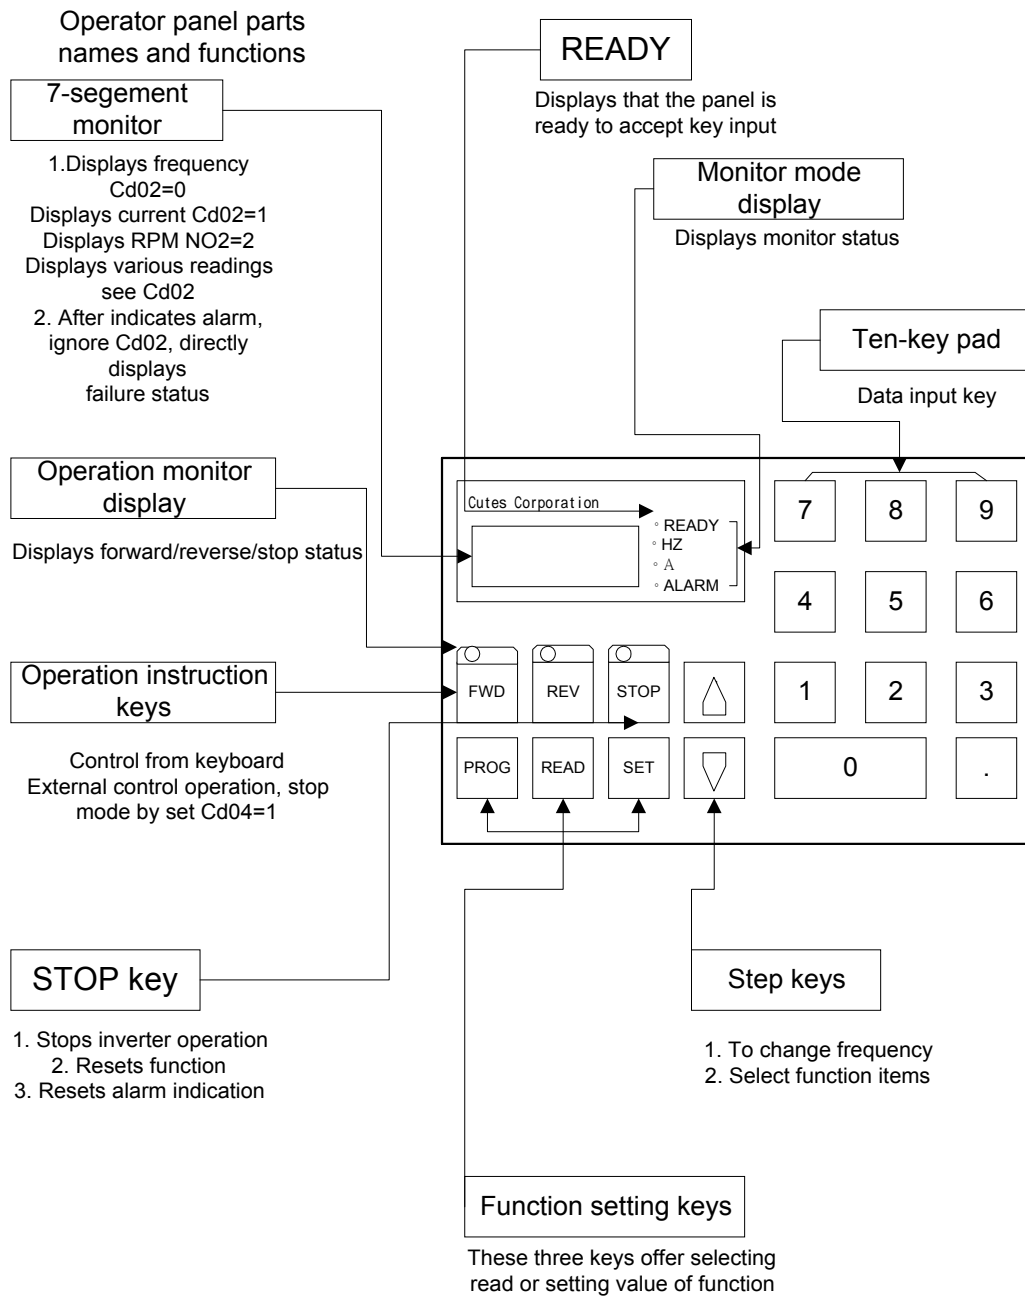 Operator panel parts
names and functions
7-segement
monitor
1.Displays frequency
Cd02=0
Displays current Cd02=1
Displays RPM NO2=2
Displays various readings
see Cd02
2. After indicates alarm,
ignore Cd02, directly
displays
failure status
READY
Displays that the panel is
ready to accept key input
Monitor mode
display
Displays monitor status
Ten-key pad
Data input key
Operation monitor
display
Displays forward/reverse/stop status
Operation instruction
keys
Control from keyboard
External control operation, stop
mode by set Cd04=1
Cutes Corporation
READY
HZ
A
ALARM
7 8 9
4 5 6
FWD REV STOP
1 2 3
PROG READ SET
0 .
STOP key
1. Stops inverter operation
2. Resets function
3. Resets alarm indication
Step keys
1. To change frequency
2. Select function items
Function setting keys
These three keys offer selecting
read or setting value of function